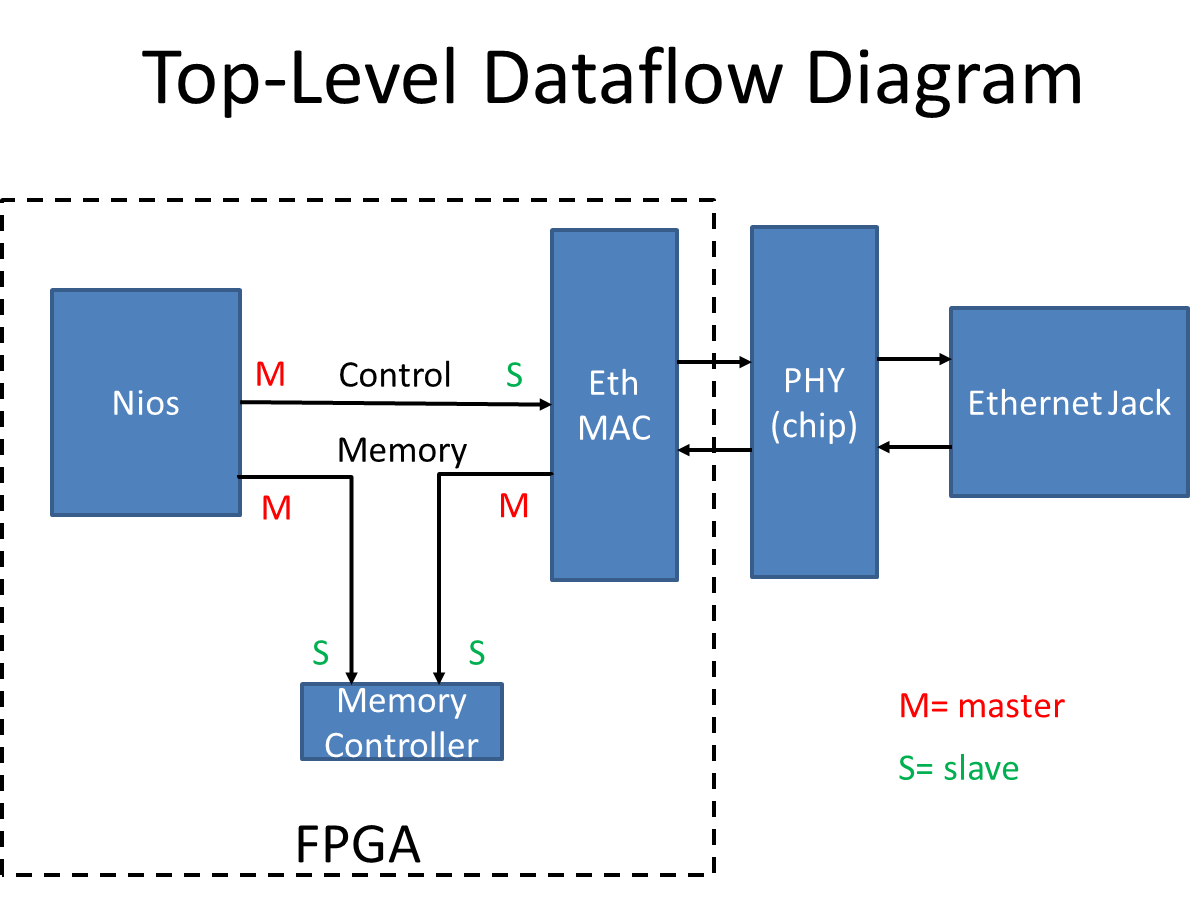 Top-Level Dataflow Diagram
Nios
M
Control
S
Eth
MAC
PHY
(chip)
Ethernet Jack
Memory
M
M
S
S
Memory
Controller
M= master
S= slave
FPGA